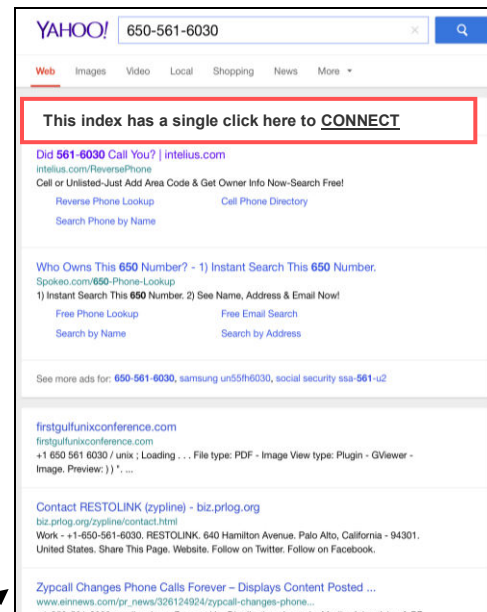 YAHOO! 650-561-6030 ×
Web Images Video Local Shopping News More
This index has a single click here to CONNECT
Did 561-6030 Call You? | intelius.com
intelius.com/ReversePhone
Cell or Unlisted-Just Add Area Code & Get Owner Info Now-Search Free!
Reverse Phone Lookup Cell Phone Directory
Search Phone by Name
Who Owns This 650 Number? - 1) Instant Search This 650 Number.
Spokeo.com/650-Phone-Lookup
1) Instant Search This 650 Number. 2) See Name, Address & Email Now!
Free Phone Lookup Free Email Search
Search by Name Search by Address
See more ads for: 650-561-6030, samsung un55fh6030, social security ssa-561-u2
firstgulfunixconference.com
firstgulfunixconference.com
+1 650 561 6030 / unix ; Loading . . . File type: PDF - Image View type: Plugin - GViewer -
Image. Preview: ) ) ". ...
Contact RESTOLINK (zypline) - biz.prlog.org
biz.prlog.org/zypline/contact.html
Work - +1-650-561-6030. RESTOLINK. 640 Hamilton Avenue. Palo Alto, California - 94301.
United States. Share This Page. Website. Follow on Twitter. Follow on Facebook.
Zypcall Changes Phone Calls Forever – Displays Content Posted ...
www.einnews.com/pr_news/326124924/zypcall-changes-phone...